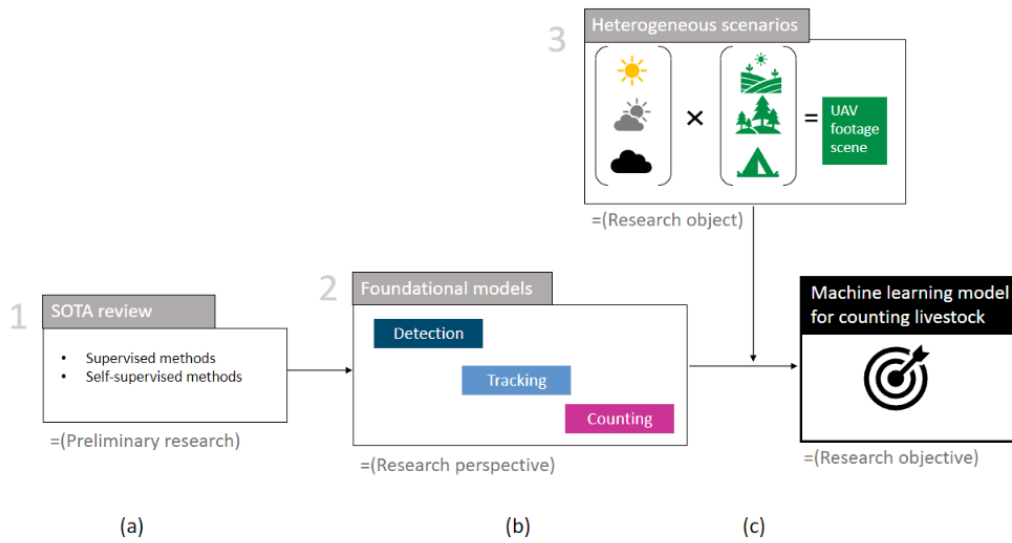 3
Heterogeneous scenarios
×
=
UAV
footage
scene
=(Research object)
1
SOTA review
• Supervised methods
• Self-supervised methods
=(Preliminary research)
2
Foundational models
Detection
Tracking
Counting
=(Research perspective)
Machine learning model
for counting livestock
=(Research objective)
(a)
(b)
(c)